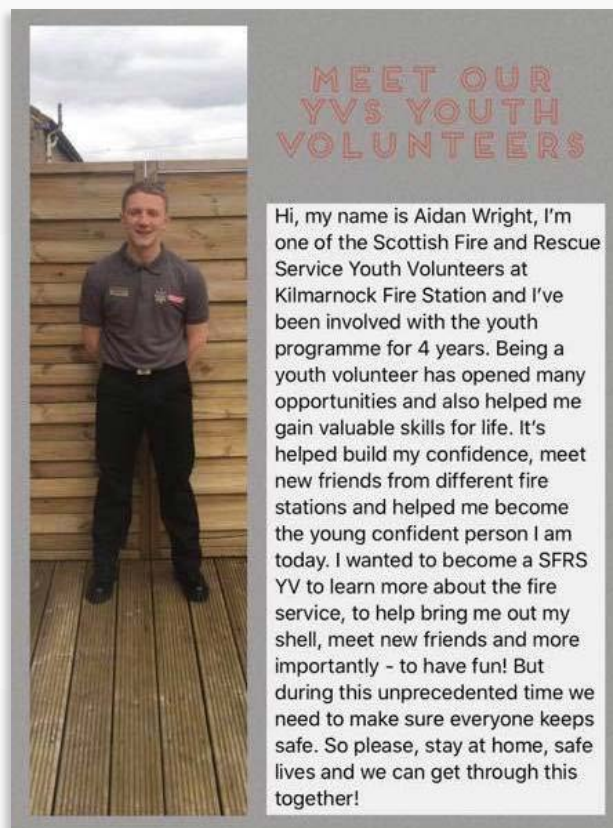 MEET OUR
YVS YOUTH
VOLUNTEERS
Hi, my name is Aidan Wright, I'm
one of the Scottish Fire and Rescue
Service Youth Volunteers at
Kilmarnock Fire Station and I've
been involved with the youth
programme for 4 years. Being a
youth volunteer has opened many
opportunities and also helped me
gain valuable skills for life. It's
helped build my confidence, meet
new friends from different fire
stations and helped me become
the young confident person I am
today. I wanted to become a SFRS
YV to learn more about the fire
service, to help bring me out my
shell, meet new friends and more
importantly - to have fun! But
during this unprecedented time we
need to make sure everyone keeps
safe. So please, stay at home, safe
lives and we can get through this
together!